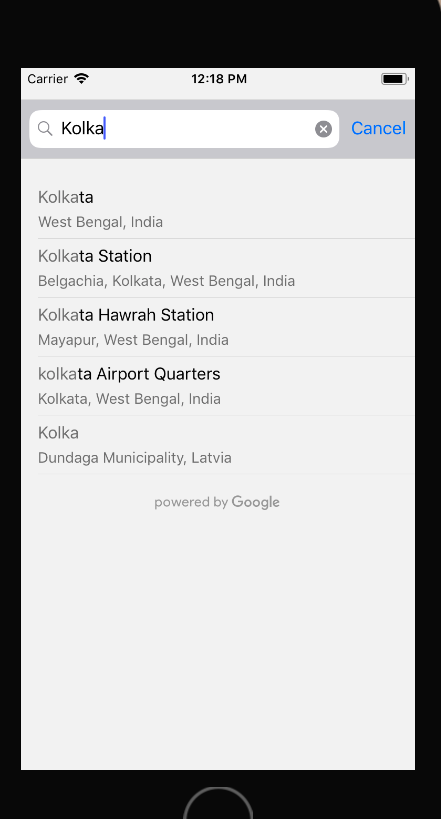 Carrier 12:18 PM
Kolka Cancel
Kolkata
West Bengal, India
Kolkata Station
Belgachia, Kolkata, West Bengal, India
Kolkata Hawrah Station
Mayapur, West Bengal, India
kolkata Airport Quarters
Kolkata, West Bengal, India
Kolka
Dundaga Municipality, Latvia
powered by Google